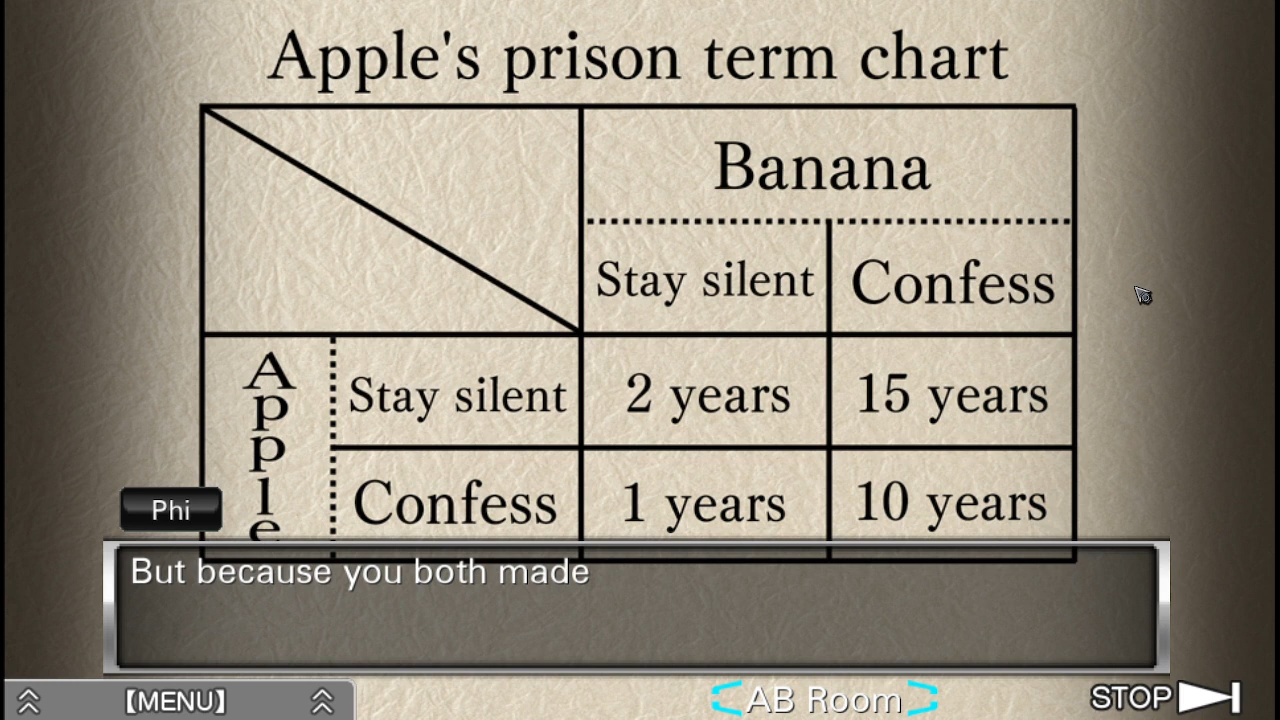 Apple's prison term chart
Banana
Stay silent
Confess
Apple
Stay silent
2 years
15 years
Confess
1 years
10 years
Phi
But because you both made
【MENU】
AB Room
STOP